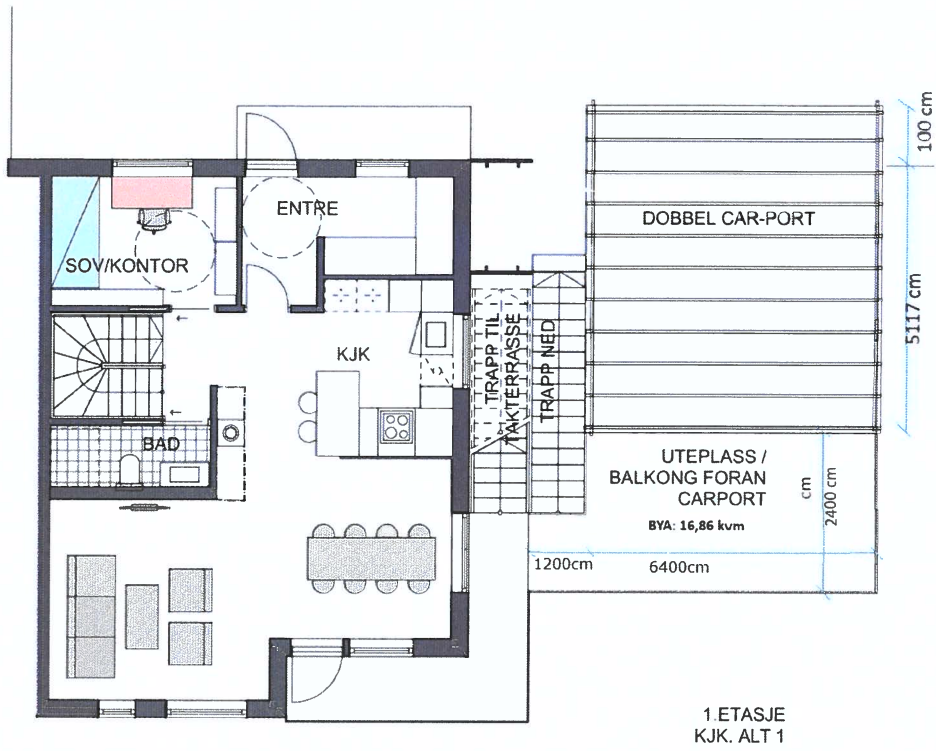 100 cm
ENTRE
DOBBEL CAR-PORT
SOV/KONTOR
5117 cm
KJK
TRAPP TIL
TAKTERRASSE
TRAPP NED
BAD
UTEPLASS /
BALKONG FORAN
CARPORT
cm
2400 cm
BYA: 16,86 kvm
1200cm
6400cm
1.ETASJE
KJK. ALT 1